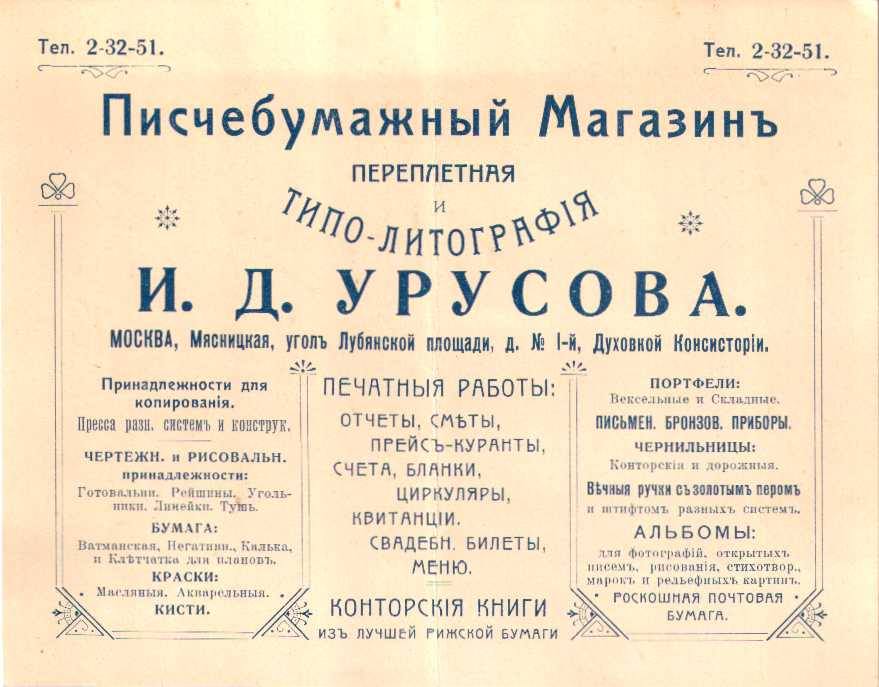 Тел. 2-32-51.
Тел. 2-32-51.
Писчебумажный Магазинъ
ПЕРЕПЛЕТНАЯ
И
ТИПО-ЛИТОГРАФІЯ
И. Д. УРУСОВА.
МОСКВА, Мясницкая, уголъ Лубянской площади, д. № 1-й, Духовной Консисторіи.
Принадлежности для
копированія.
Пресса разн. системъ и конструк.
ЧЕРТЕЖН. и РИСОВАЛЬН.
принадлежности:
Готовальни. Рейшины. Уголь-
ники. Линейки. Тушь.
БУМАГА:
Ватманская, Негативн., Калька,
и Клѣтчатка для плановъ.
КРАСКИ:
Масляныя. Акварельныя.
КИСТИ.
ПЕЧАТНЫЯ РАБОТЫ:
ОТЧЕТЫ, СМѢТЫ,
ПРЕЙСЪ-КУРАНТЫ,
СЧЕТА, БЛАНКИ,
ЦИРКУЛЯРЫ,
КВИТАНЦІИ.
СВАДЕБН. БИЛЕТЫ,
МЕНЮ.
КОНТОРСКІЯ КНИГИ
ИЗЪ ЛУЧШЕЙ РИЖСКОЙ БУМАГИ
ПОРТФЕЛИ:
Вексельные и Складные.
ПИСЬМЕН. БРОНЗОВ. ПРИБОРЫ.
ЧЕРНИЛЬНИЦЫ:
Конторскія и дорожныя.
Вѣчныя ручки съ золотымъ перомъ
и штифтомъ разныхъ системъ.
АЛЬБОМЫ:
для фотографій, открытыхъ
писемъ, рисованія, стихотвор.,
марокъ и рельефныхъ картинъ.
РОСКОШНАЯ ПОЧТОВАЯ
БУМАГА.